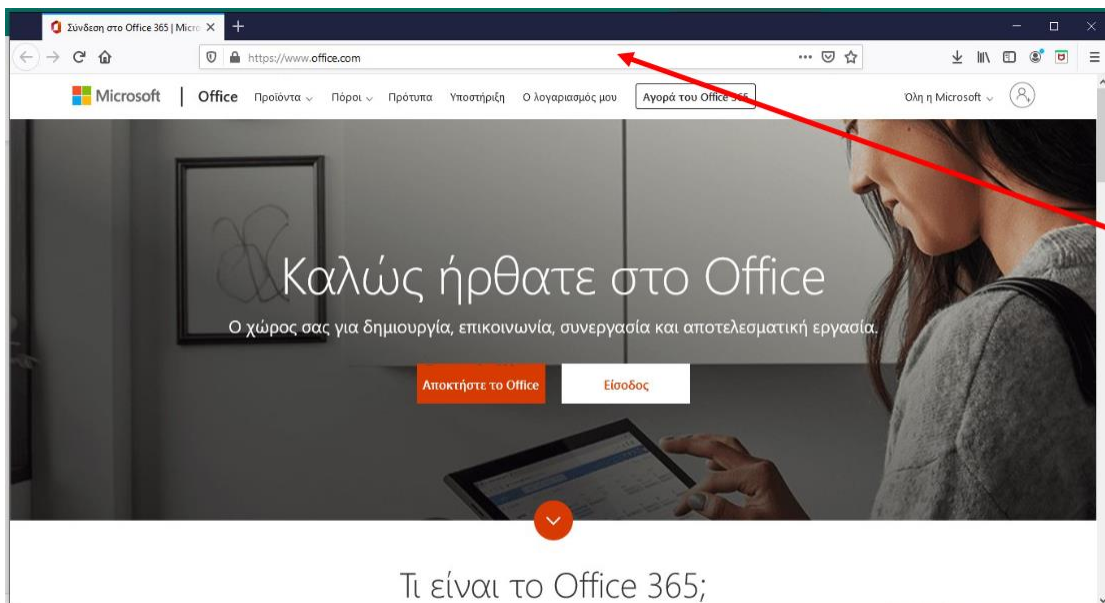 Σύνδεση στο Office 365 | Micro
https://www.office.com
Microsoft | Office Προϊόντα Πόροι Πρότυπα Υποστήριξη Ο λογαριασμός μου Αγορά του Office 365 Όλη η Microsoft
Καλώς ήρθατε στο Office
Ο χώρος σας για δημιουργία, επικοινωνία, συνεργασία και αποτελεσματική εργασία.
Αποκτήστε το Office Είσοδος
Τι είναι το Office 365;